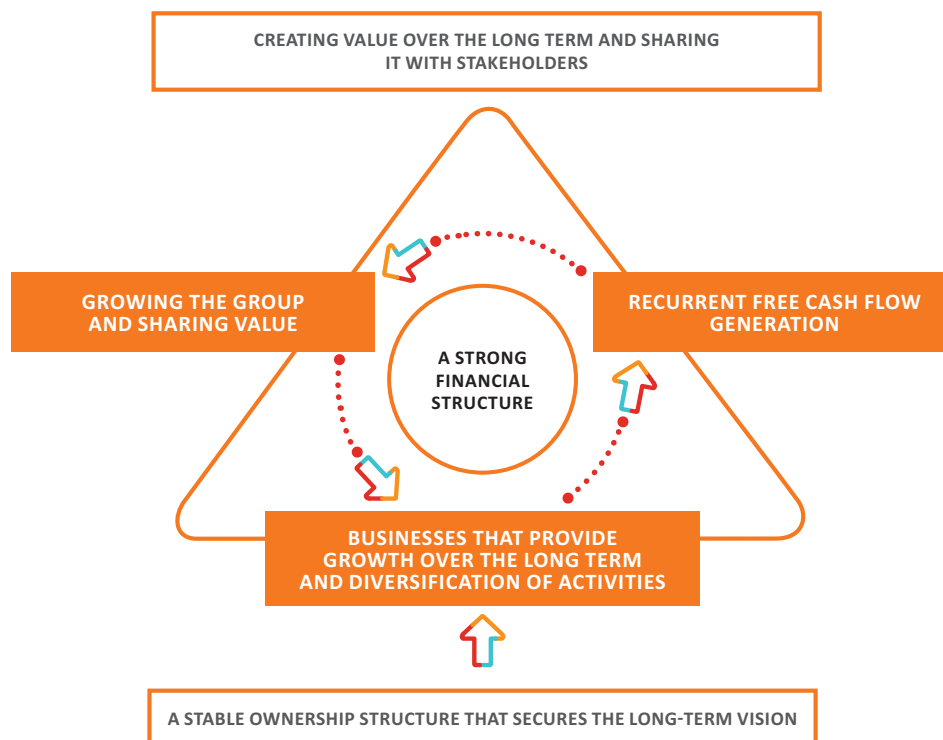 CREATING VALUE OVER THE LONG TERM AND SHARING
IT WITH STAKEHOLDERS
GROWING THE GROUP
AND SHARING VALUE
RECURRENT FREE CASH FLOW
GENERATION
A STRONG
FINANCIAL
STRUCTURE
BUSINESSES THAT PROVIDE
GROWTH OVER THE LONG TERM
AND DIVERSIFICATION OF ACTIVITIES
A STABLE OWNERSHIP STRUCTURE THAT SECURES THE LONG-TERM VISION